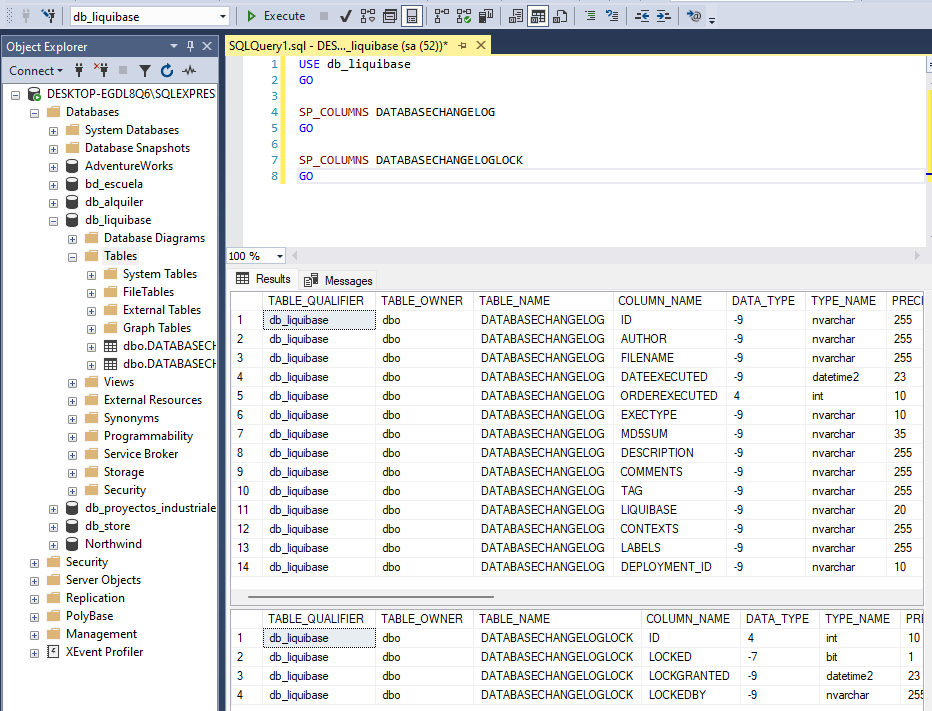 db_liquibase
Execute
Object Explorer
Connect
DESKTOP-EGDL8Q6\SQLEXPRES
Databases
System Databases
Database Snapshots
AdventureWorks
bd_escuela
db_alquiler
db_liquibase
Database Diagrams
Tables
System Tables
FileTables
External Tables
Graph Tables
dbo.DATABASECH
dbo.DATABASECH
Views
External Resources
Synonyms
Programmability
Service Broker
Storage
Security
db_proyectos_industriale
db_store
Northwind
Security
Server Objects
Replication
PolyBase
Management
XEvent Profiler
SQLQuery1.sql - DES..._liquibase (sa (52))*
1 USE db_liquibase
2 GO
3
4 SP_COLUMNS DATABASECHANGELOG
5 GO
6
7 SP_COLUMNS DATABASECHANGELOGLOCK
8 GO
100 %
Results Messages
TABLE_QUALIFIER TABLE_OWNER TABLE_NAME COLUMN_NAME DATA_TYPE TYPE_NAME PRECI
1 db_liquibase dbo DATABASECHANGELOG ID -9 nvarchar 255
2 db_liquibase dbo DATABASECHANGELOG AUTHOR -9 nvarchar 255
3 db_liquibase dbo DATABASECHANGELOG FILENAME -9 nvarchar 255
4 db_liquibase dbo DATABASECHANGELOG DATEEXECUTED -9 datetime2 23
5 db_liquibase dbo DATABASECHANGELOG ORDEREXECUTED 4 int 10
6 db_liquibase dbo DATABASECHANGELOG EXECTYPE -9 nvarchar 10
7 db_liquibase dbo DATABASECHANGELOG MD5SUM -9 nvarchar 35
8 db_liquibase dbo DATABASECHANGELOG DESCRIPTION -9 nvarchar 255
9 db_liquibase dbo DATABASECHANGELOG COMMENTS -9 nvarchar 255
10 db_liquibase dbo DATABASECHANGELOG TAG -9 nvarchar 255
11 db_liquibase dbo DATABASECHANGELOG LIQUIBASE -9 nvarchar 20
12 db_liquibase dbo DATABASECHANGELOG CONTEXTS -9 nvarchar 255
13 db_liquibase dbo DATABASECHANGELOG LABELS -9 nvarchar 255
14 db_liquibase dbo DATABASECHANGELOG DEPLOYMENT_ID -9 nvarchar 10
TABLE_QUALIFIER TABLE_OWNER TABLE_NAME COLUMN_NAME DATA_TYPE TYPE_NAME PRE
1 db_liquibase dbo DATABASECHANGELOGLOCK ID 4 int 10
2 db_liquibase dbo DATABASECHANGELOGLOCK LOCKED -7 bit 1
3 db_liquibase dbo DATABASECHANGELOGLOCK LOCKGRANTED -9 datetime2 23
4 db_liquibase dbo DATABASECHANGELOGLOCK LOCKEDBY -9 nvarchar 255